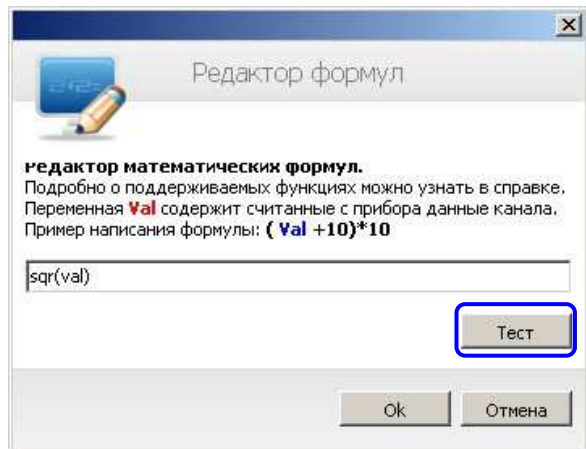 Редактор формул
Редактор математических формул.
Подробно о поддерживаемых функциях можно узнать в справке.
Переменная Val содержит считанные с прибора данные канала.
Пример написания формулы: ( Val +10)*10
sqr(val)
Тест
Ok Отмена